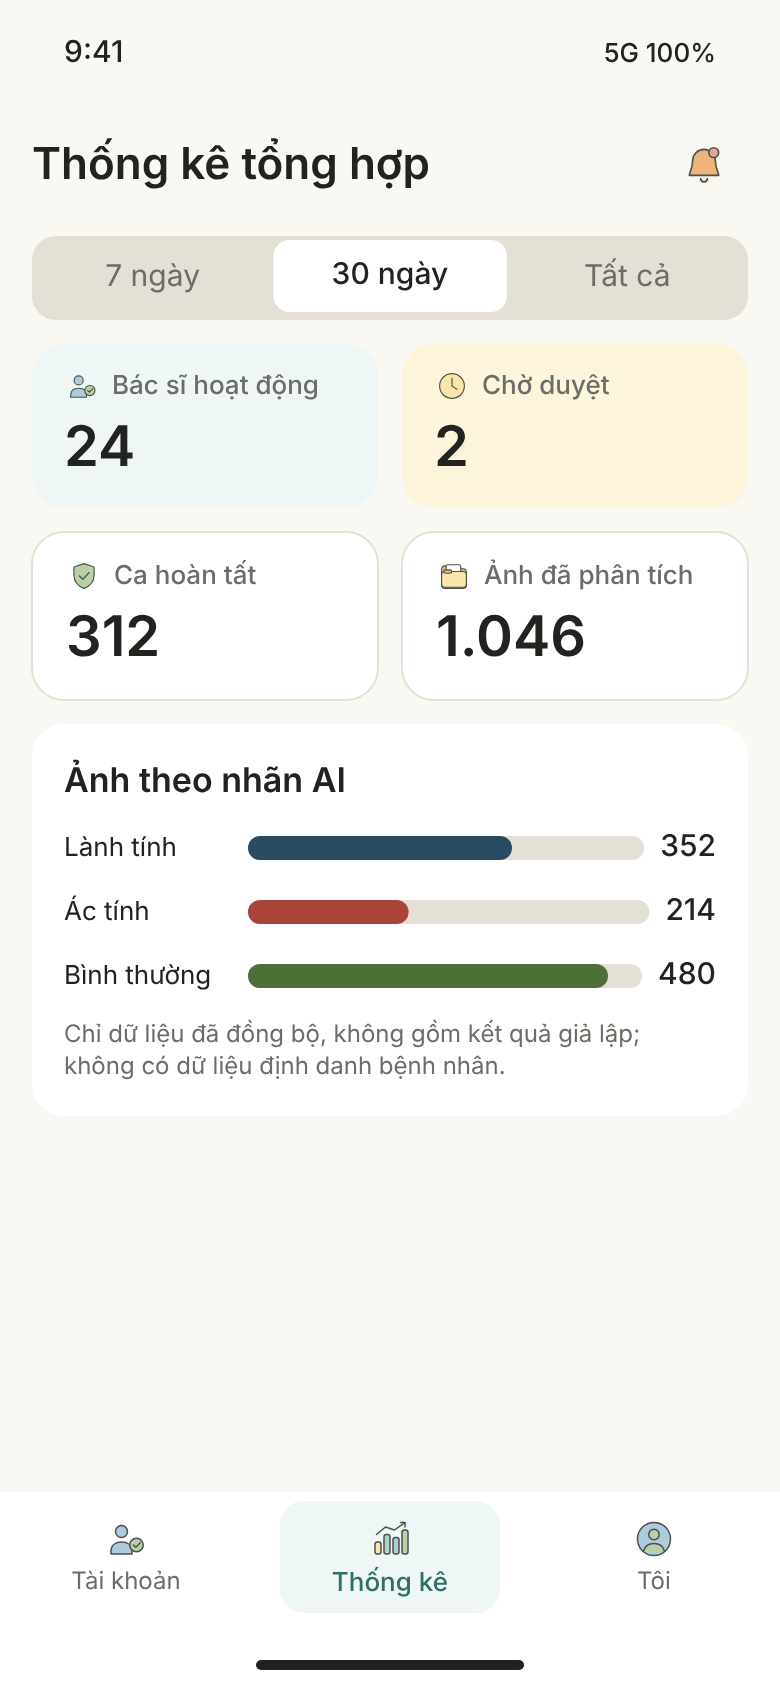 9:41
5G 100%
Thống kê tổng hợp
7 ngày
30 ngày
Tất cả
Bác sĩ hoạt động
24
Chờ duyệt
2
Ca hoàn tất
312
Ảnh đã phân tích
1.046
Ảnh theo nhãn AI
Lành tính
352
Ác tính
214
Bình thường
480
Chỉ dữ liệu đã đồng bộ, không gồm kết quả giả lập;
không có dữ liệu định danh bệnh nhân.
Tài khoản
Thống kê
Tôi